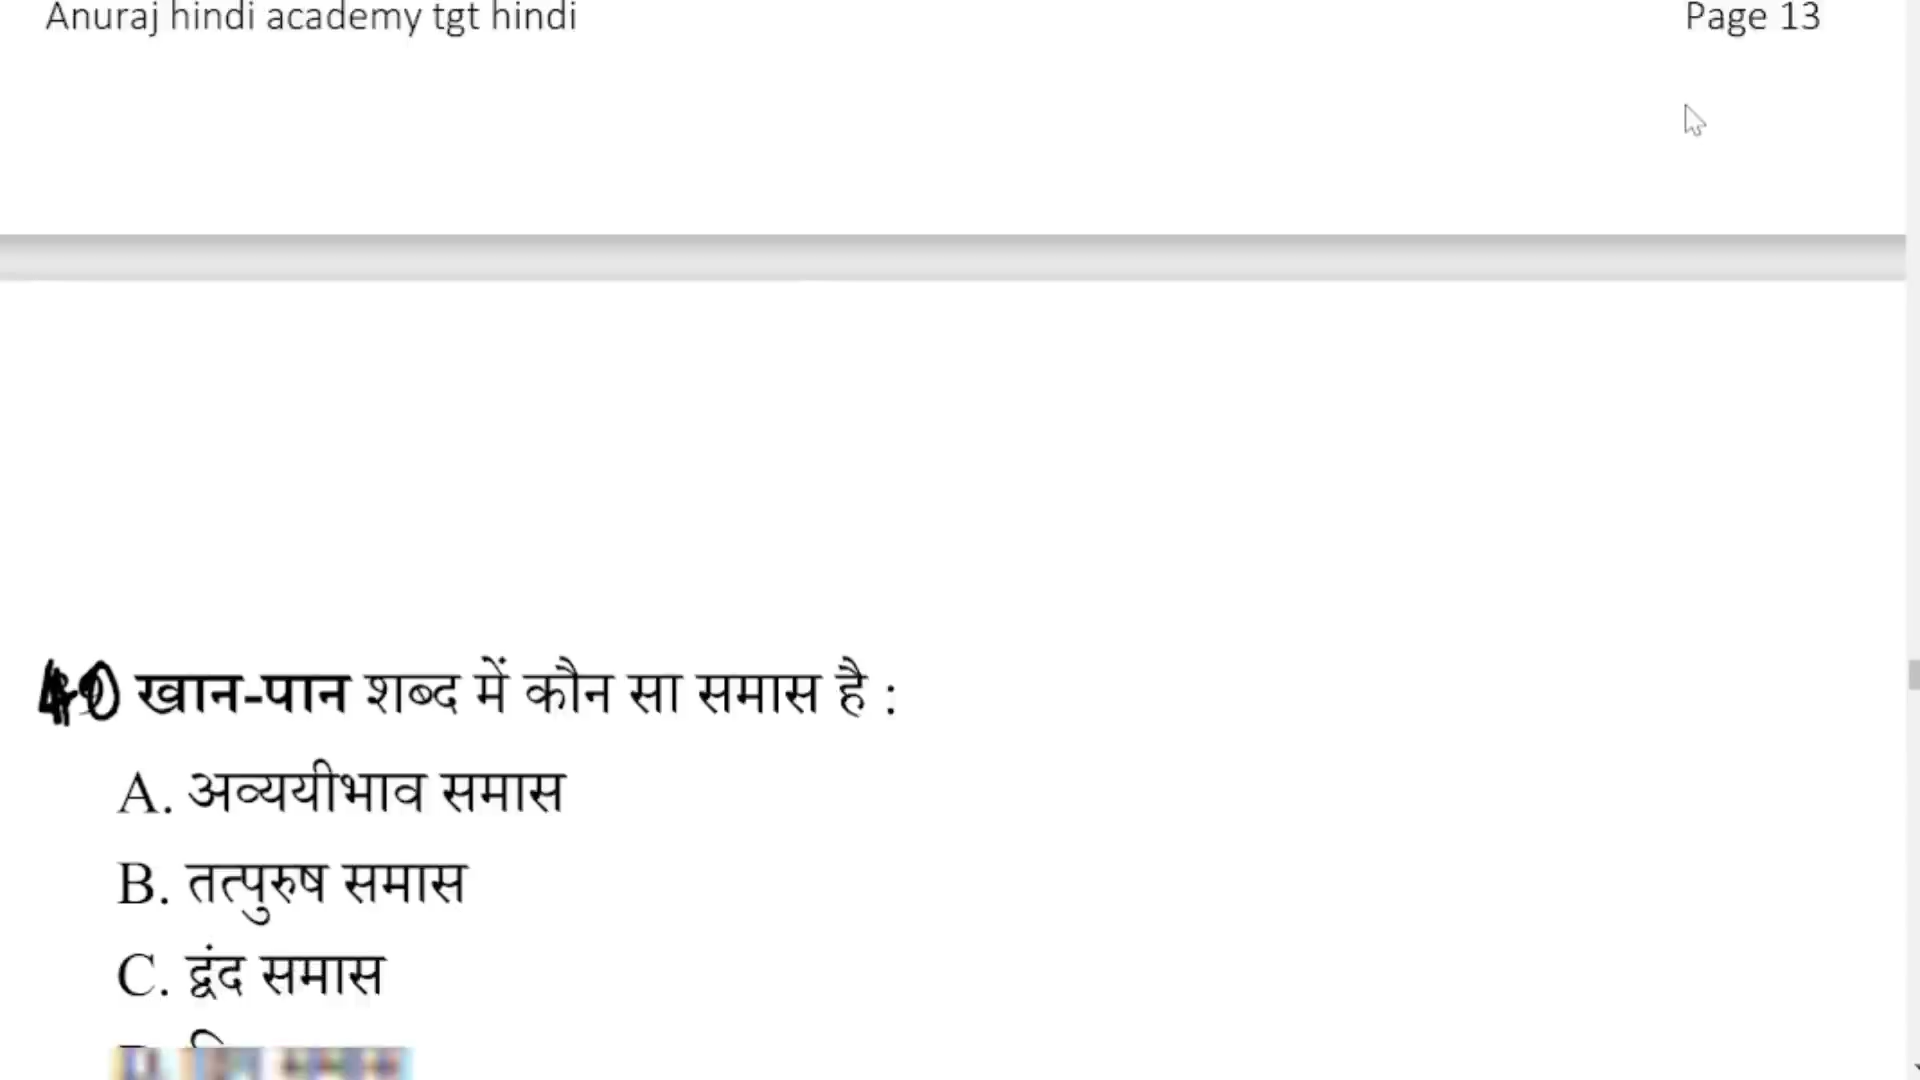 Anuraj hindi academy tgt hindi
Page 13
40 खान-पान शब्द में कौन सा समास है :
A. अव्ययीभाव समास
B. तत्पुरुष समास
C. द्वंद समास